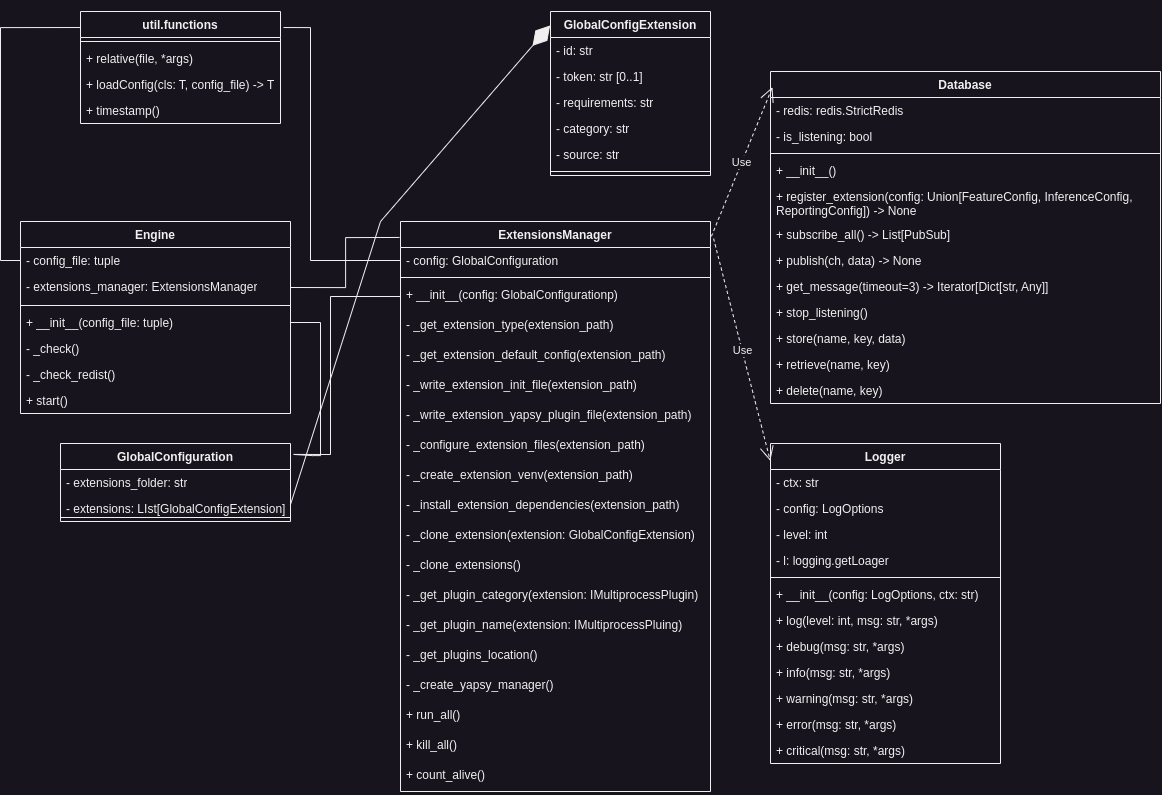 util.functions
+ relative(file, *args)
+ loadConfig(cls: T, config_file) -> T
+ timestamp()
GlobalConfigExtension
- id: str
- token: str [0..1]
- requirements: str
- category: str
- source: str
Database
- redis: redis.StrictRedis
- is_listening: bool
+ __init__()
+ register_extension(config: Union[FeatureConfig, InferenceConfig,
ReportingConfig]) -> None
+ subscribe_all() -> List[PubSub]
+ publish(ch, data) -> None
+ get_message(timeout=3) -> Iterator[Dict[str, Any]]
+ stop_listening()
+ store(name, key, data)
+ retrieve(name, key)
+ delete(name, key)
Use
Use
Engine
- config_file: tuple
- extensions_manager: ExtensionsManager
+ __init__(config_file: tuple)
- _check()
- _check_redist()
+ start()
GlobalConfiguration
- extensions_folder: str
- extensions: LIst[GlobalConfigExtension]
ExtensionsManager
- config: GlobalConfiguration
+ __init__(config: GlobalConfigurationp)
- _get_extension_type(extension_path)
- _get_extension_default_config(extension_path)
- _write_extension_init_file(extension_path)
- _write_extension_yapsy_plugin_file(extension_path)
- _configure_extension_files(extension_path)
- _create_extension_venv(extension_path)
- _install_extension_dependencies(extension_path)
- _clone_extension(extension: GlobalConfigExtension)
- _clone_extensions()
- _get_plugin_category(extension: IMultiprocessPlugin)
- _get_plugin_name(extension: IMultiprocessPluing)
- _get_plugins_location()
- _create_yapsy_manager()
+ run_all()
+ kill_all()
+ count_alive()
Logger
- ctx: str
- config: LogOptions
- level: int
- l: logging.getLoager
+ __init__(config: LogOptions, ctx: str)
+ log(level: int, msg: str, *args)
+ debug(msg: str, *args)
+ info(msg: str, *args)
+ warning(msg: str, *args)
+ error(msg: str, *args)
+ critical(msg: str, *args)